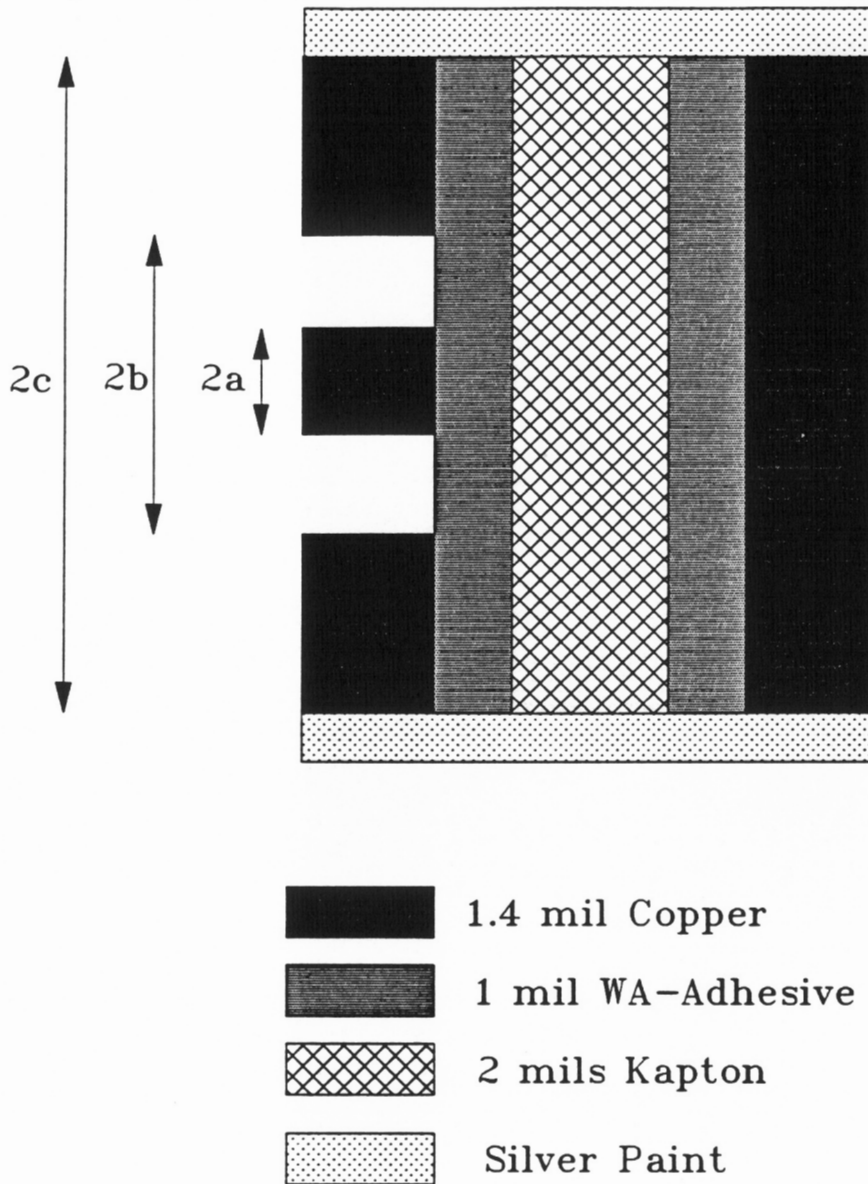 2c
2b
2a
1.4 mil Copper
1 mil WA-Adhesive
2 mils Kapton
Silver Paint